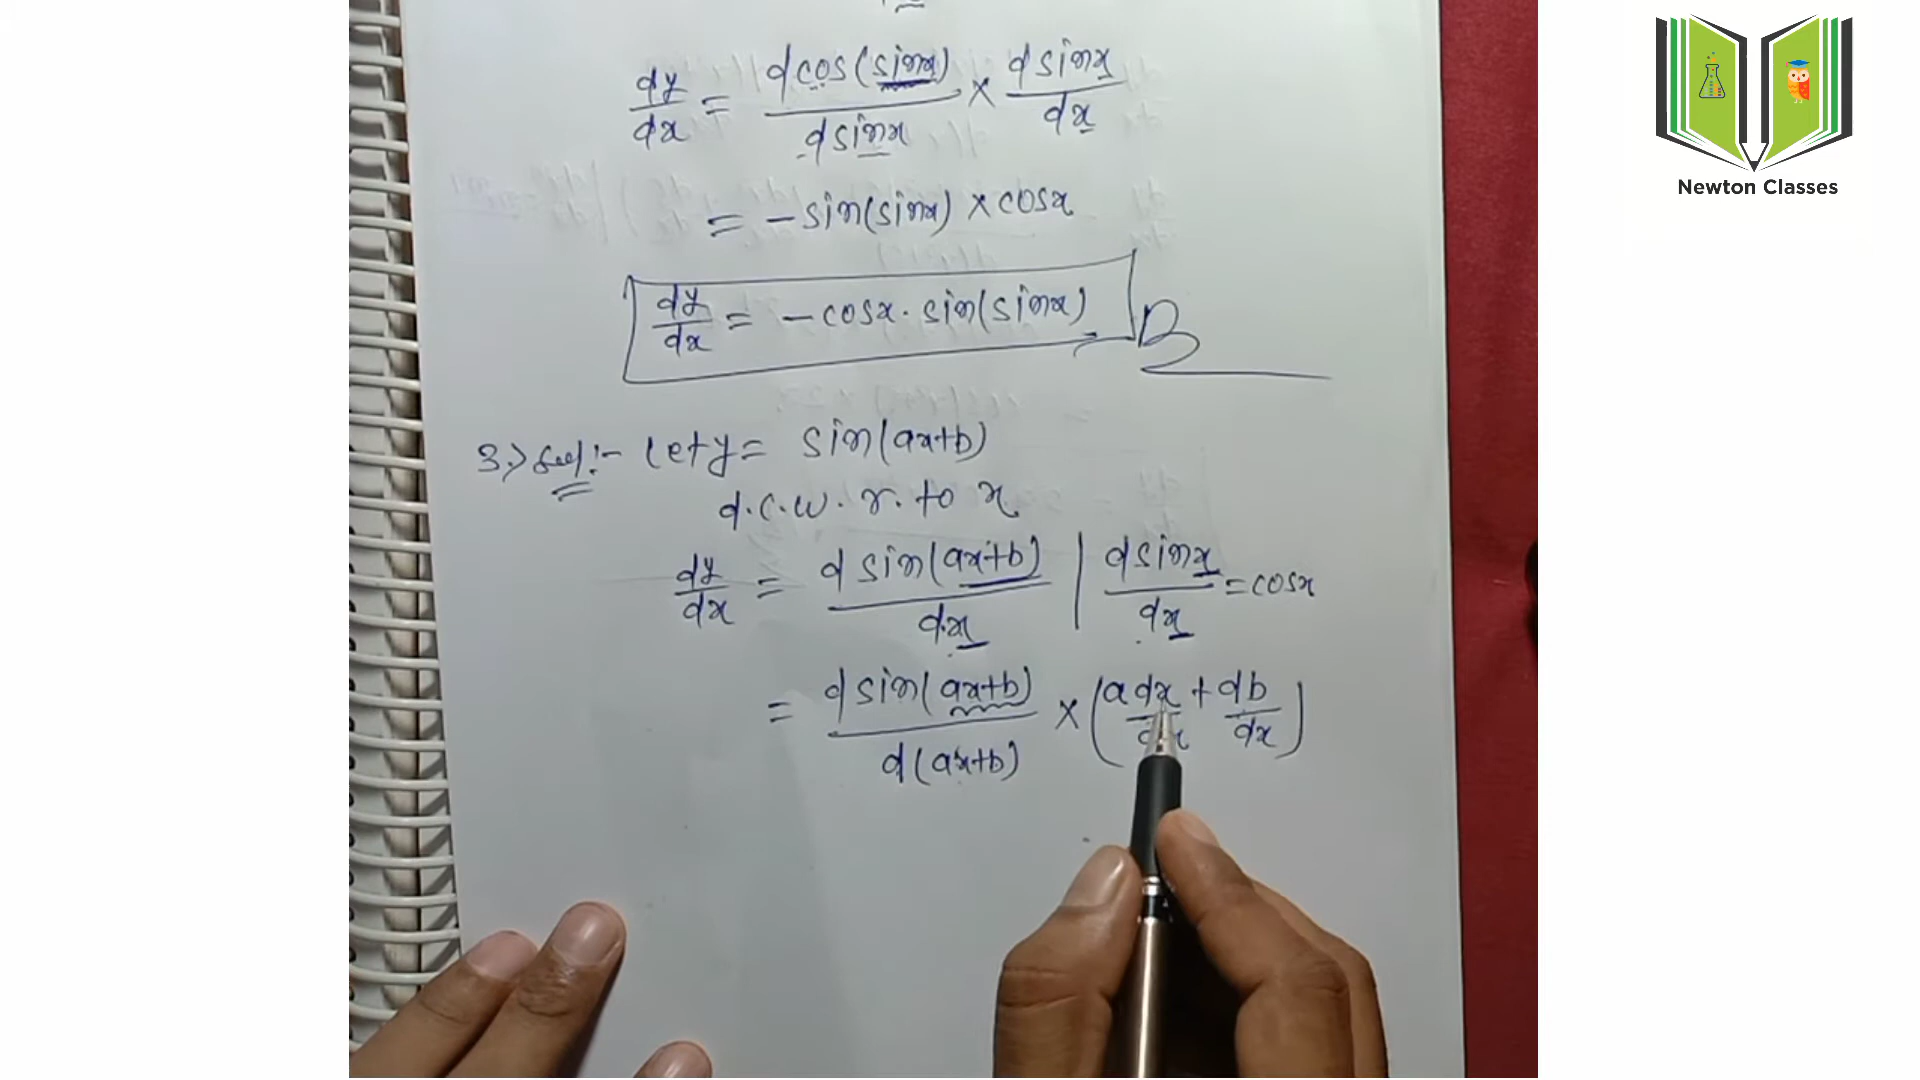 dy/dx = d cos(sinx)/d sinx × d sinx/dx
= - sin(sinx) × cosx
dy/dx = - cosx . sin(sinx)
3.) Sol:- let y = sin(ax+b)
d.c.w.r. to x
dy/dx = d sin(ax+b)/dx | d sinx/dx = cosx
= d sin(ax+b)/d(ax+b) × (a dx/dx + db/dx)
Newton Classes